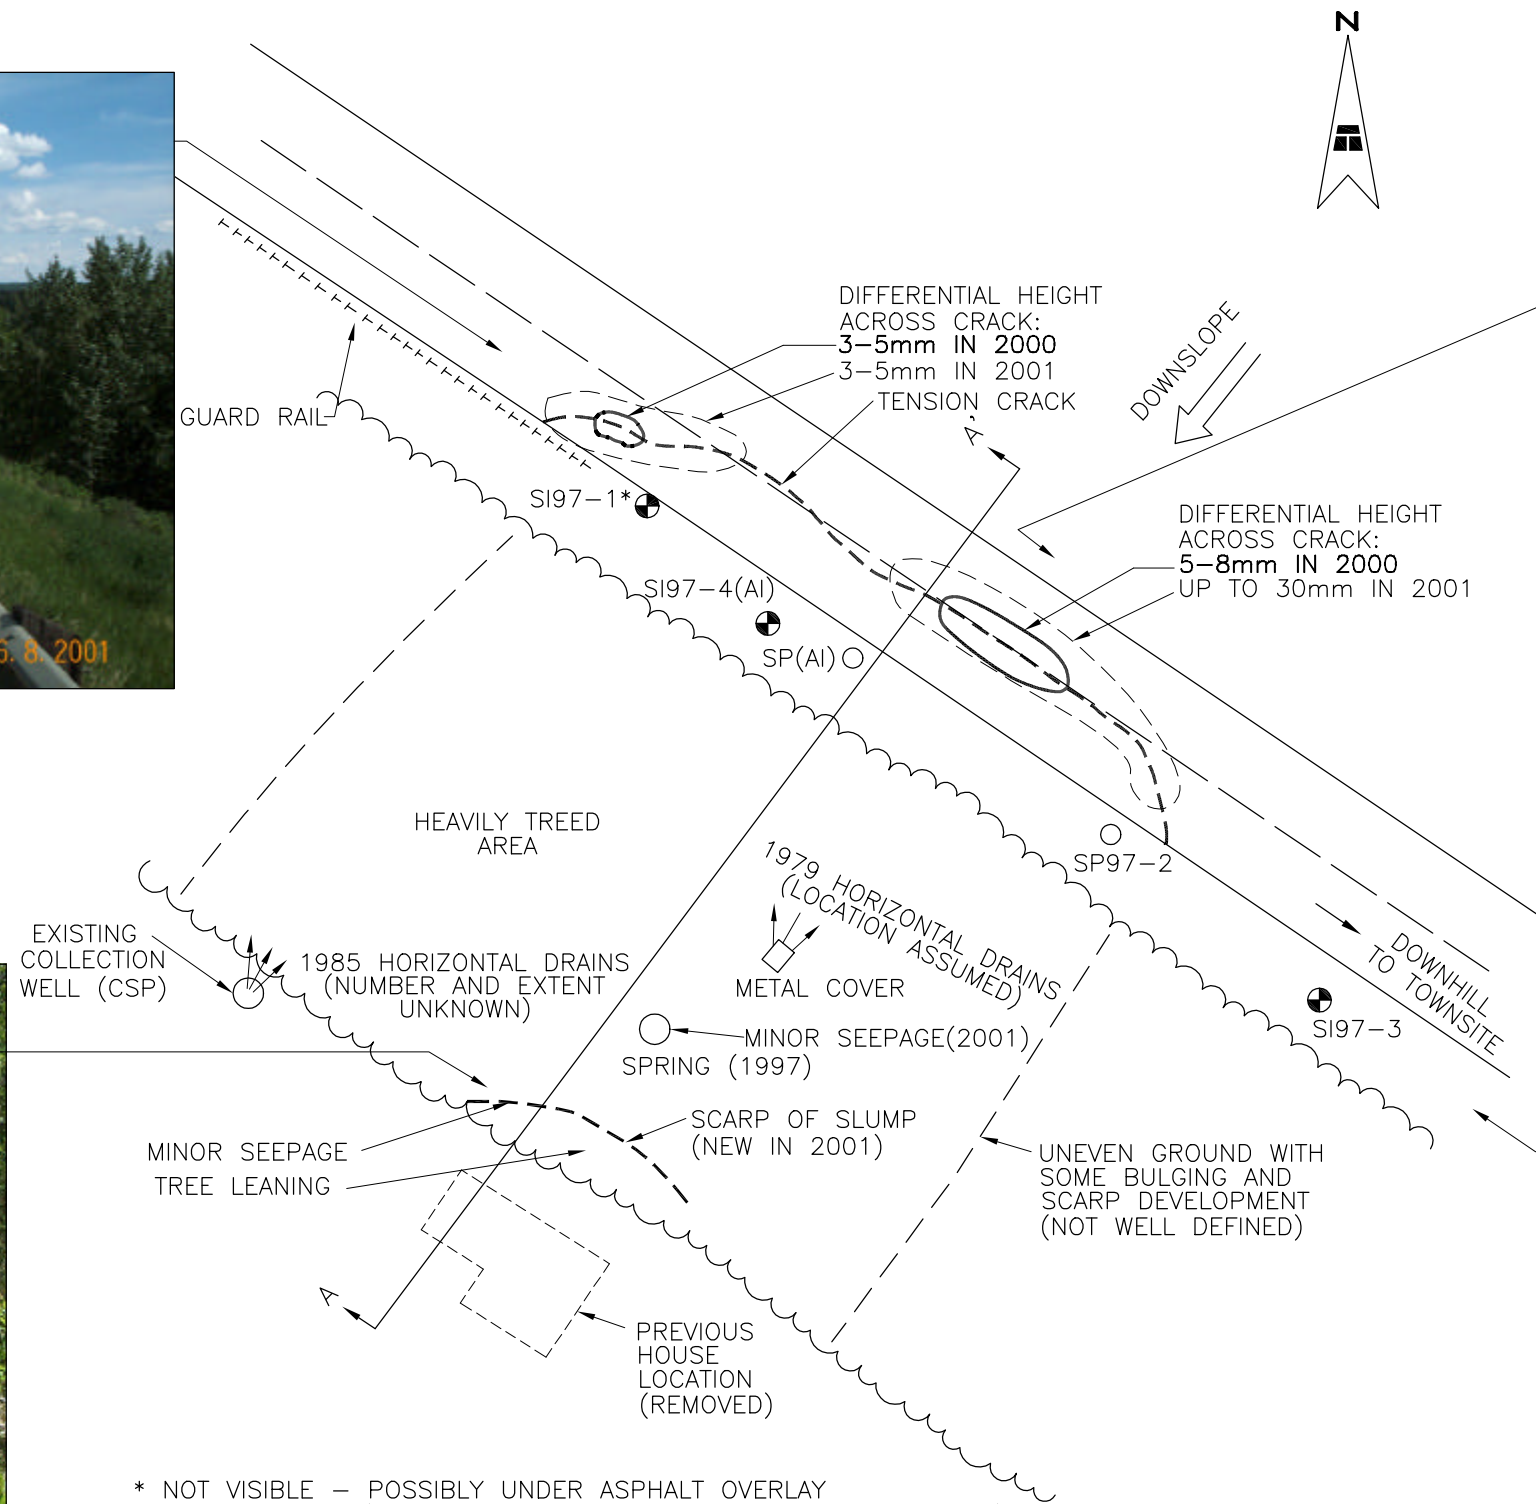 N
DIFFERENTIAL HEIGHT
ACROSS CRACK:
3-5mm IN 2000
3-5mm IN 2001
TENSION CRACK
DOWNSLOPE
GUARD RAIL
A'
SI97-1*
DIFFERENTIAL HEIGHT
ACROSS CRACK:
5-8mm IN 2000
UP TO 30mm IN 2001
SI97-4(AI)
SP(AI)
8. 2001
HEAVILY TREED
AREA
SP97-2
1979 HORIZONTAL DRAINS
(LOCATION ASSUMED)
EXISTING
COLLECTION
WELL (CSP)
1985 HORIZONTAL DRAINS
(NUMBER AND EXTENT
UNKNOWN)
METAL COVER
DOWNHILL
TO TOWNSITE
SI97-3
MINOR SEEPAGE(2001)
SPRING (1997)
SCARP OF SLUMP
(NEW IN 2001)
MINOR SEEPAGE
TREE LEANING
UNEVEN GROUND WITH
SOME BULGING AND
SCARP DEVELOPMENT
(NOT WELL DEFINED)
A
PREVIOUS
HOUSE
LOCATION
(REMOVED)
* NOT VISIBLE – POSSIBLY UNDER ASPHALT OVERLAY